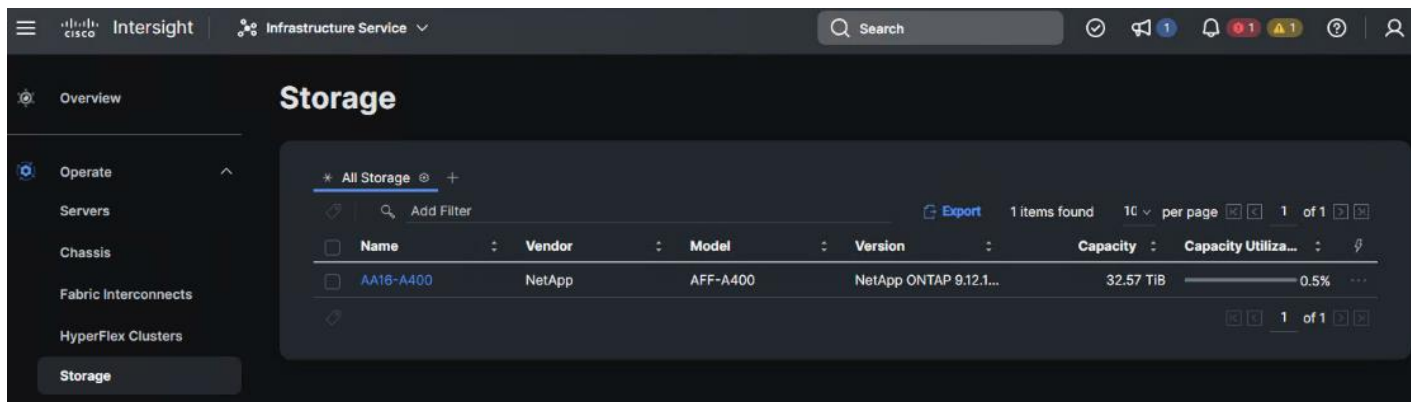 cisco Intersight Infrastructure Service Search 1 1 1
Overview
Storage
Operate
All Storage
Servers
Add Filter Export 1 items found 10 per page 1 of 1
Name Vendor Model Version Capacity Capacity Utiliza...
Chassis
AA16-A400 NetApp AFF-A400 NetApp ONTAP 9.12.1... 32.57 TiB 0.5%
Fabric Interconnects
1 of 1
HyperFlex Clusters
Storage